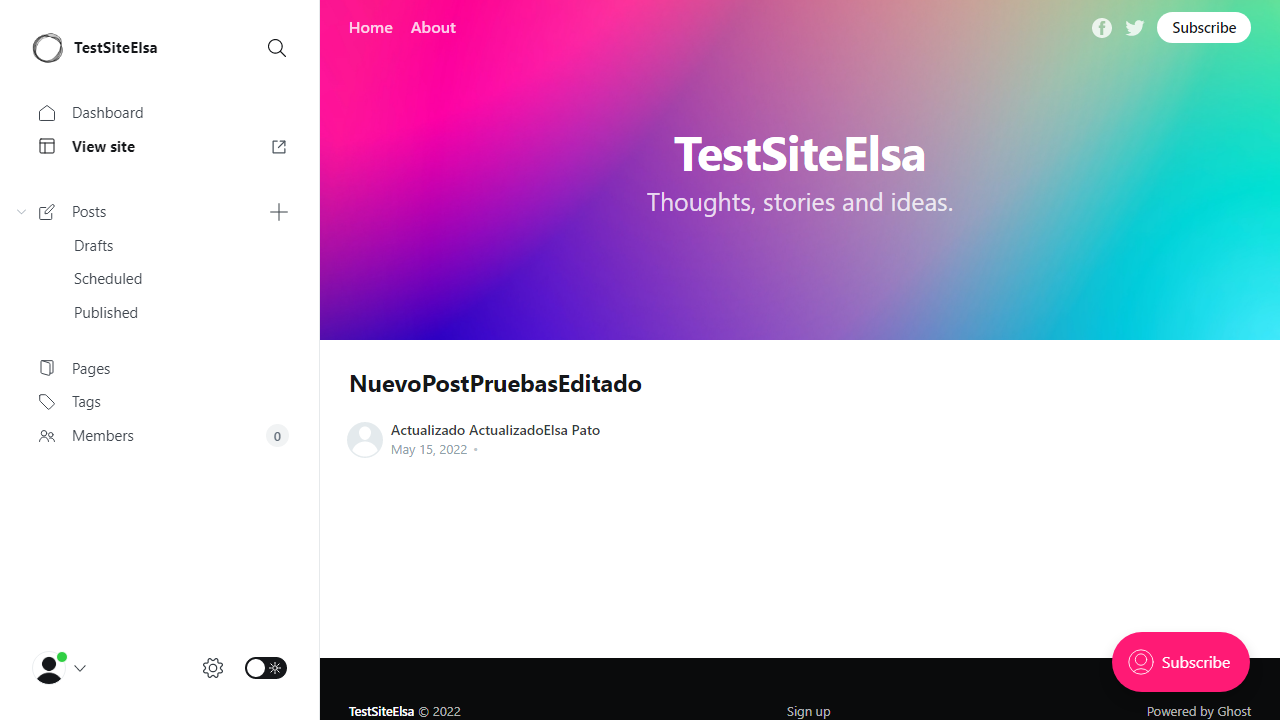 TestSiteElsa
Dashboard
View site
Posts
Drafts
Scheduled
Published
Pages
Tags
Members 0
Home About
Subscribe
TestSiteElsa
Thoughts, stories and ideas.
NuevoPostPruebasEditado
Actualizado ActualizadoElsa Pato
May 15, 2022 •
Subscribe
TestSiteElsa © 2022
Sign up
Powered by Ghost